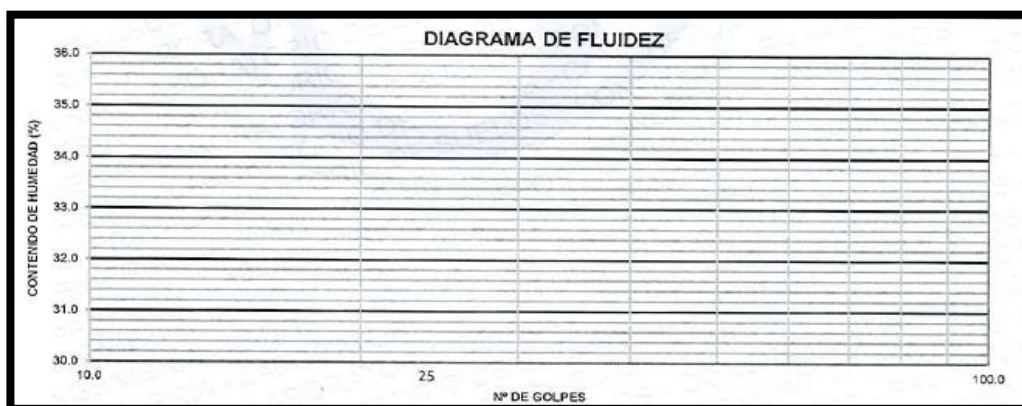 DIAGRAMA DE FLUIDEZ
CONTENIDO DE HUMEDAD (%)
36.0
35.0
34.0
33.0
32.0
31.0
30.0
10.0 25 100.0
Nº DE GOLPES